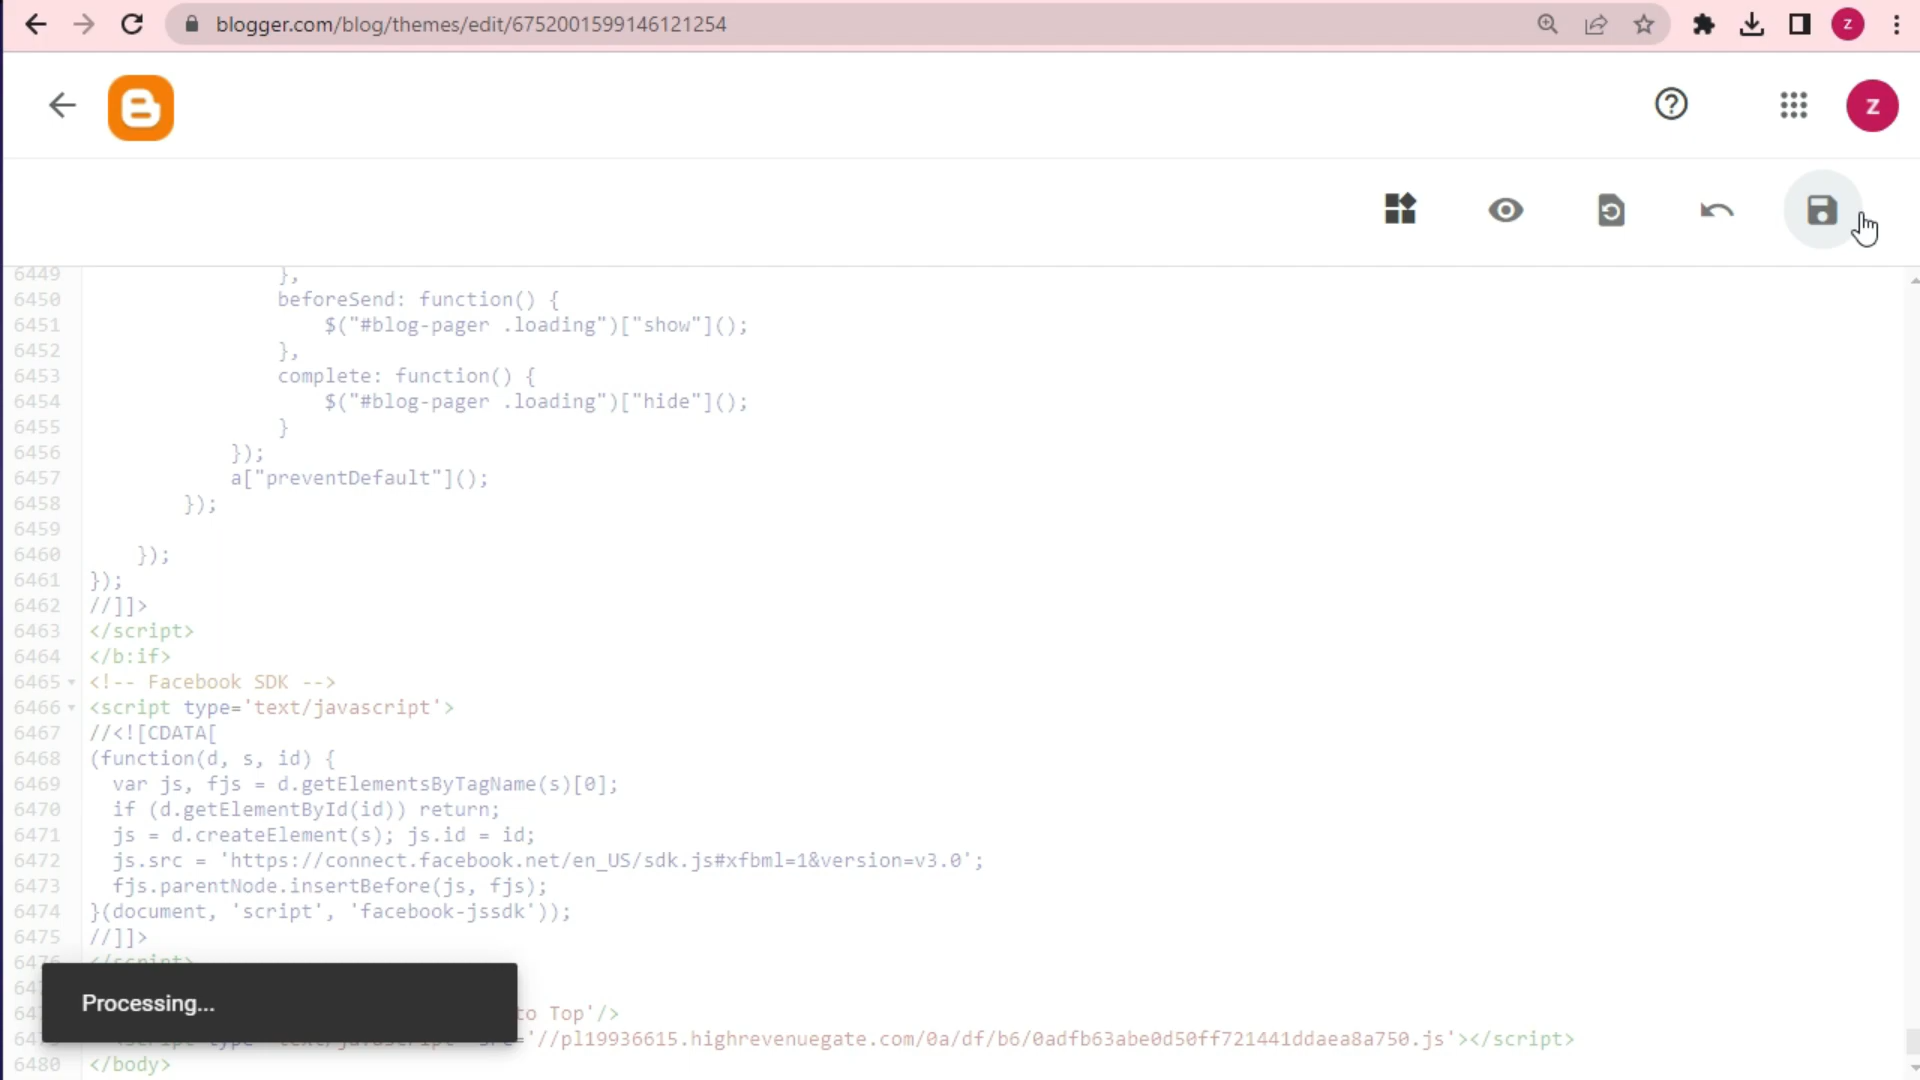 blogger.com/blog/themes/edit/6752001599146121254
z
z
6449 },
6450 beforeSend: function() {
6451 $("#blog-pager .loading")["show"]();
6452 },
6453 complete: function() {
6454 $("#blog-pager .loading")["hide"]();
6455 }
6456 });
6457 a["preventDefault"]();
6458 });
6459
6460 });
6461 });
6462 //]]>
6463 </script>
6464 </b:if>
6465 <!-- Facebook SDK -->
6466 <script type='text/javascript'>
6467 //<![CDATA[
6468 (function(d, s, id) {
6469 var js, fjs = d.getElementsByTagName(s)[0];
6470 if (d.getElementById(id)) return;
6471 js = d.createElement(s); js.id = id;
6472 js.src = 'https://connect.facebook.net/en_US/sdk.js#xfbml=1&version=v3.0';
6473 fjs.parentNode.insertBefore(js, fjs);
6474 }(document, 'script', 'facebook-jssdk'));
6475 //]]>
</script>
Processing...
to Top'/>
'//pl19936615.highrevenuegate.com/0a/df/b6/0adfb63abe0d50ff721441ddaea8a750.js'></script>
6480 </body>